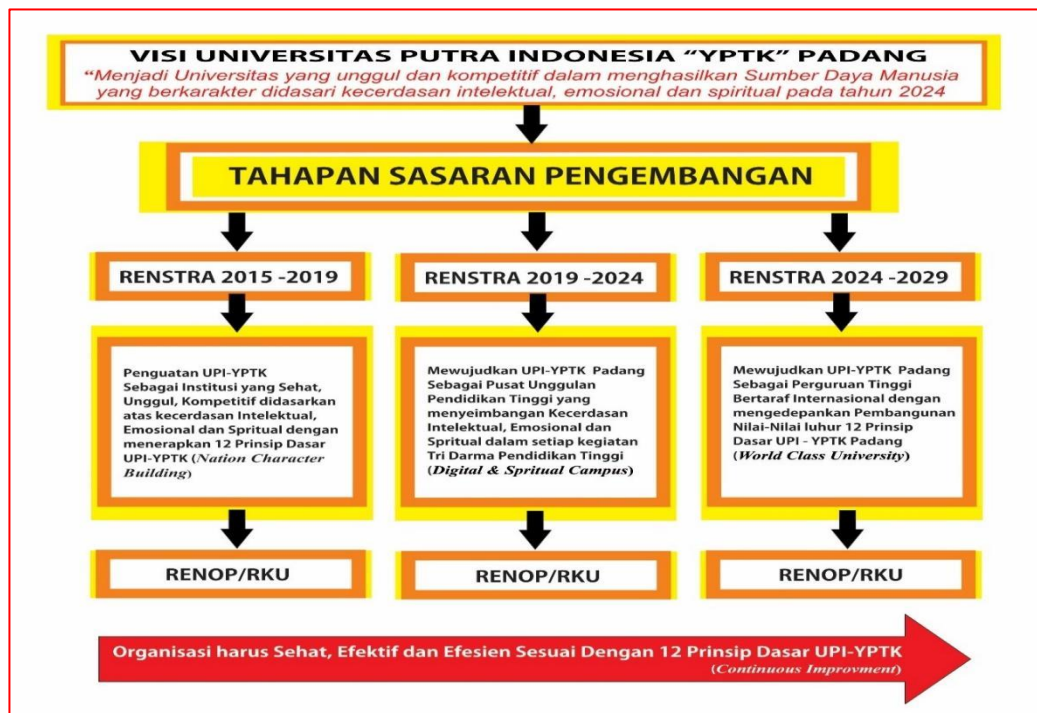 VISI UNIVERSITAS PUTRA INDONESIA “YPTK” PADANG
“Menjadi Universitas yang unggul dan kompetitif dalam menghasilkan Sumber Daya Manusia
yang berkarakter didasari kecerdasan intelektual, emosional dan spiritual pada tahun 2024
TAHAPAN SASARAN PENGEMBANGAN
RENSTRA 2015 -2019
RENSTRA 2019 -2024
RENSTRA 2024 -2029
Penguatan UPI-YPTK
Sebagai Institusi yang Sehat,
Unggul, Kompetitif didasarkan
atas kecerdasan Intelektual,
Emosional dan Spritual dengan
menerapkan 12 Prinsip Dasar
UPI-YPTK (Nation Character
Building)
Mewujudkan UPI-YPTK Padang
Sebagai Pusat Unggulan
Pendidikan Tinggi yang
menyeimbangan Kecerdasan
Intelektual, Emosional dan
Spritual dalam setiap kegiatan
Tri Darma Pendidikan Tinggi
(Digital & Spritual Campus)
Mewujudkan UPI-YPTK Padang
Sebagai Perguruan Tinggi
Bertaraf Internasional dengan
mengedepankan Pembangunan
Nilai-Nilai luhur 12 Prinsip
Dasar UPI - YPTK Padang
(World Class University)
RENOP/RKU
RENOP/RKU
RENOP/RKU
Organisasi harus Sehat, Efektif dan Efesien Sesuai Dengan 12 Prinsip Dasar UPI-YPTK
(Continuous Improvment)